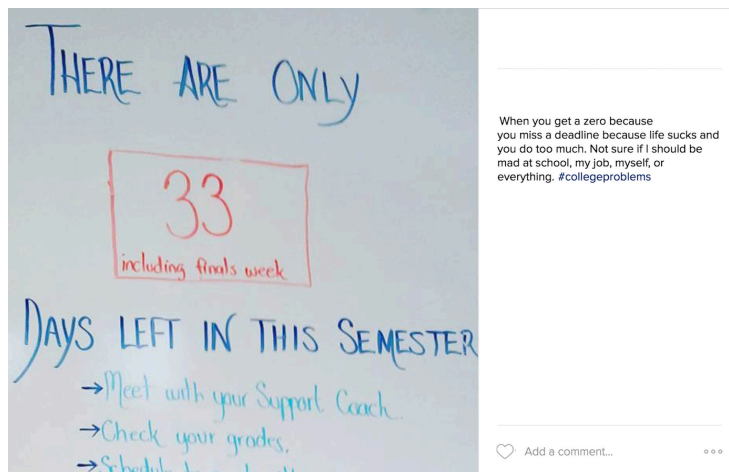 THERE ARE ONLY
33
including finals week
DAYS LEFT IN THIS SEMESTER
→Meet with your Support Coach.
→Check your grades.
→Schedule
When you get a zero because
you miss a deadline because life sucks and
you do too much. Not sure if I should be
mad at school, my job, myself, or
everything. #collegeproblems
Add a comment...